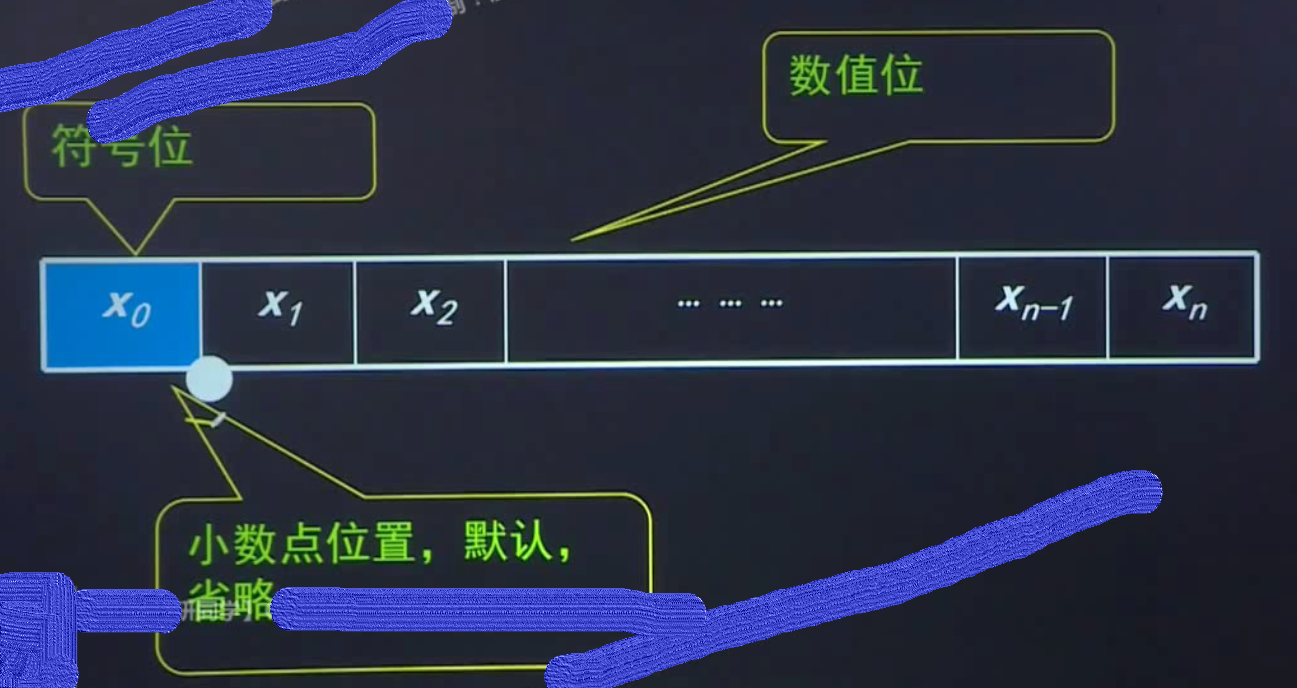 数值位
符号位
x₀ x₁ x₂ … … … xₙ₋₁ xₙ
小数点位置，默认，
省略